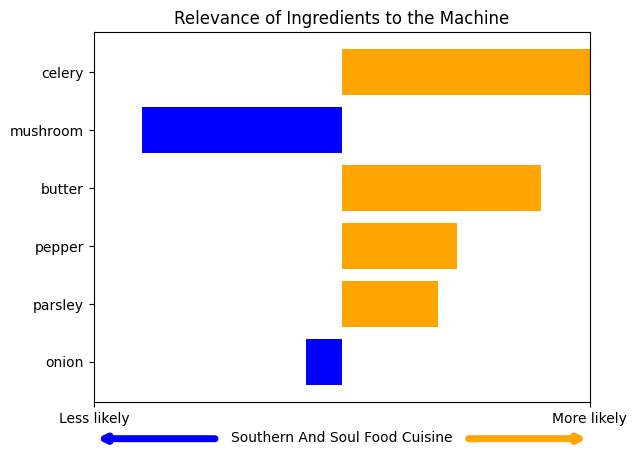 Relevance of Ingredients to the Machine
celery
mushroom
butter
pepper
parsley
onion
Less likely
More likely
Southern And Soul Food Cuisine